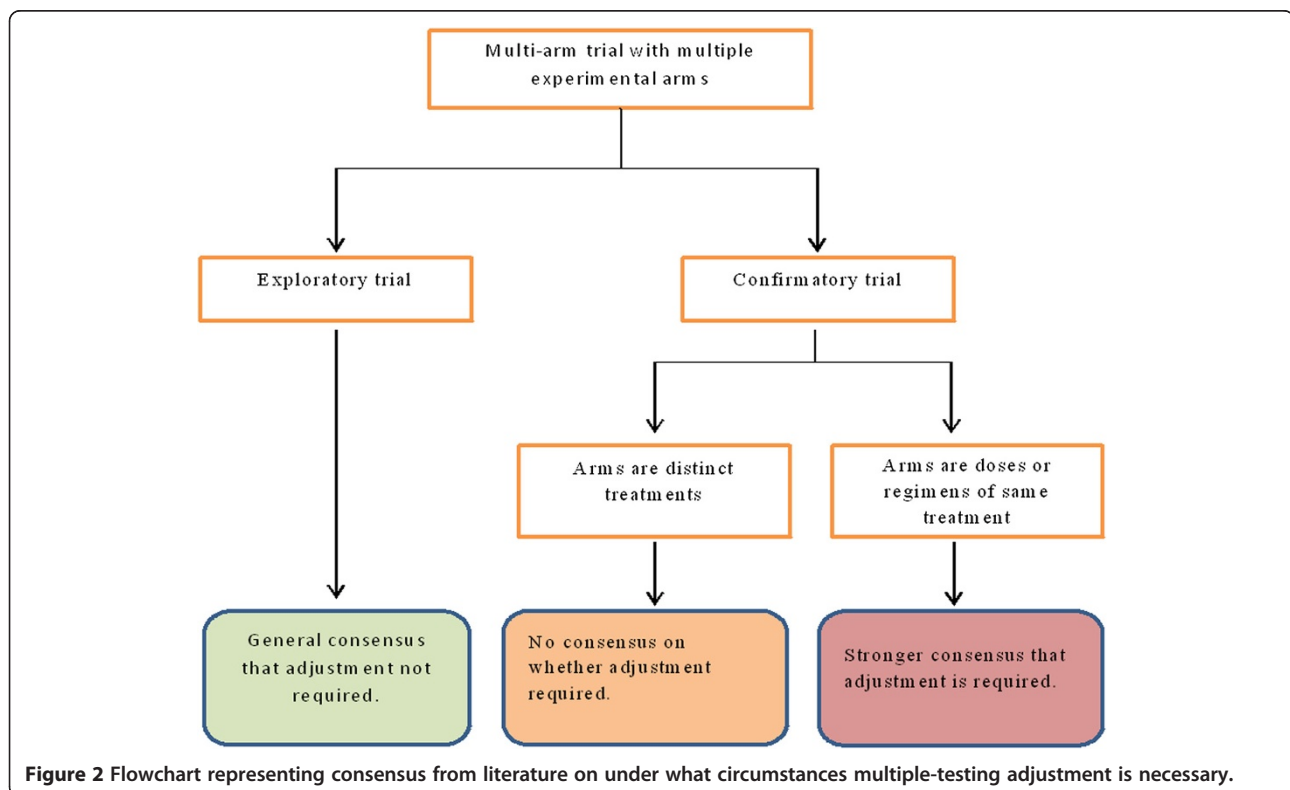 Multi-arm trial with multiple
experimental arms
Exploratory trial
Confirmatory trial
Arms are distinct
treatments
Arms are doses or
regimens of same
treatment
General consensus
that adjustment not
required.
No consensus on
whether adjustment
required.
Stronger consensus that
adjustment is required.
Figure 2 Flowchart representing consensus from literature on under what circumstances multiple-testing adjustment is necessary.